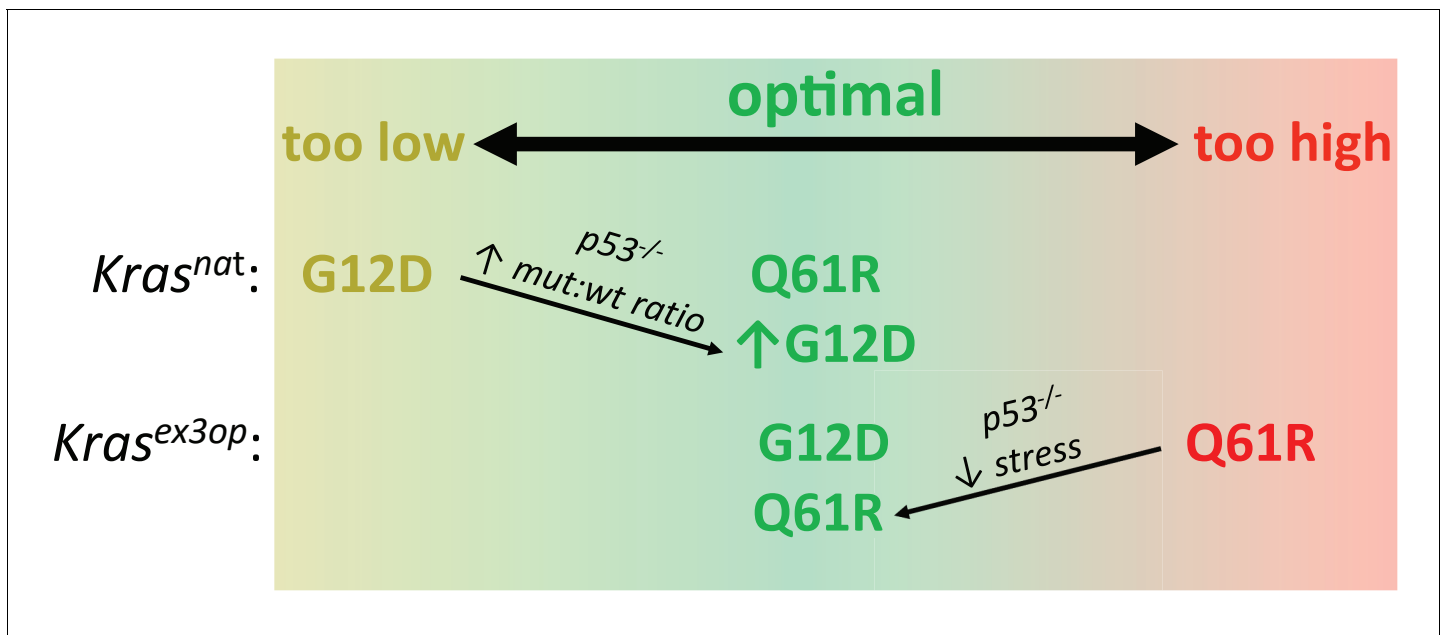 optimal
too low
too high
Kras^nat: G12D
p53-/-
↑ mut:wt ratio
Q61R
↑G12D
Kras^ex3op:
G12D
p53-/-
↓ stress
Q61R
Q61R